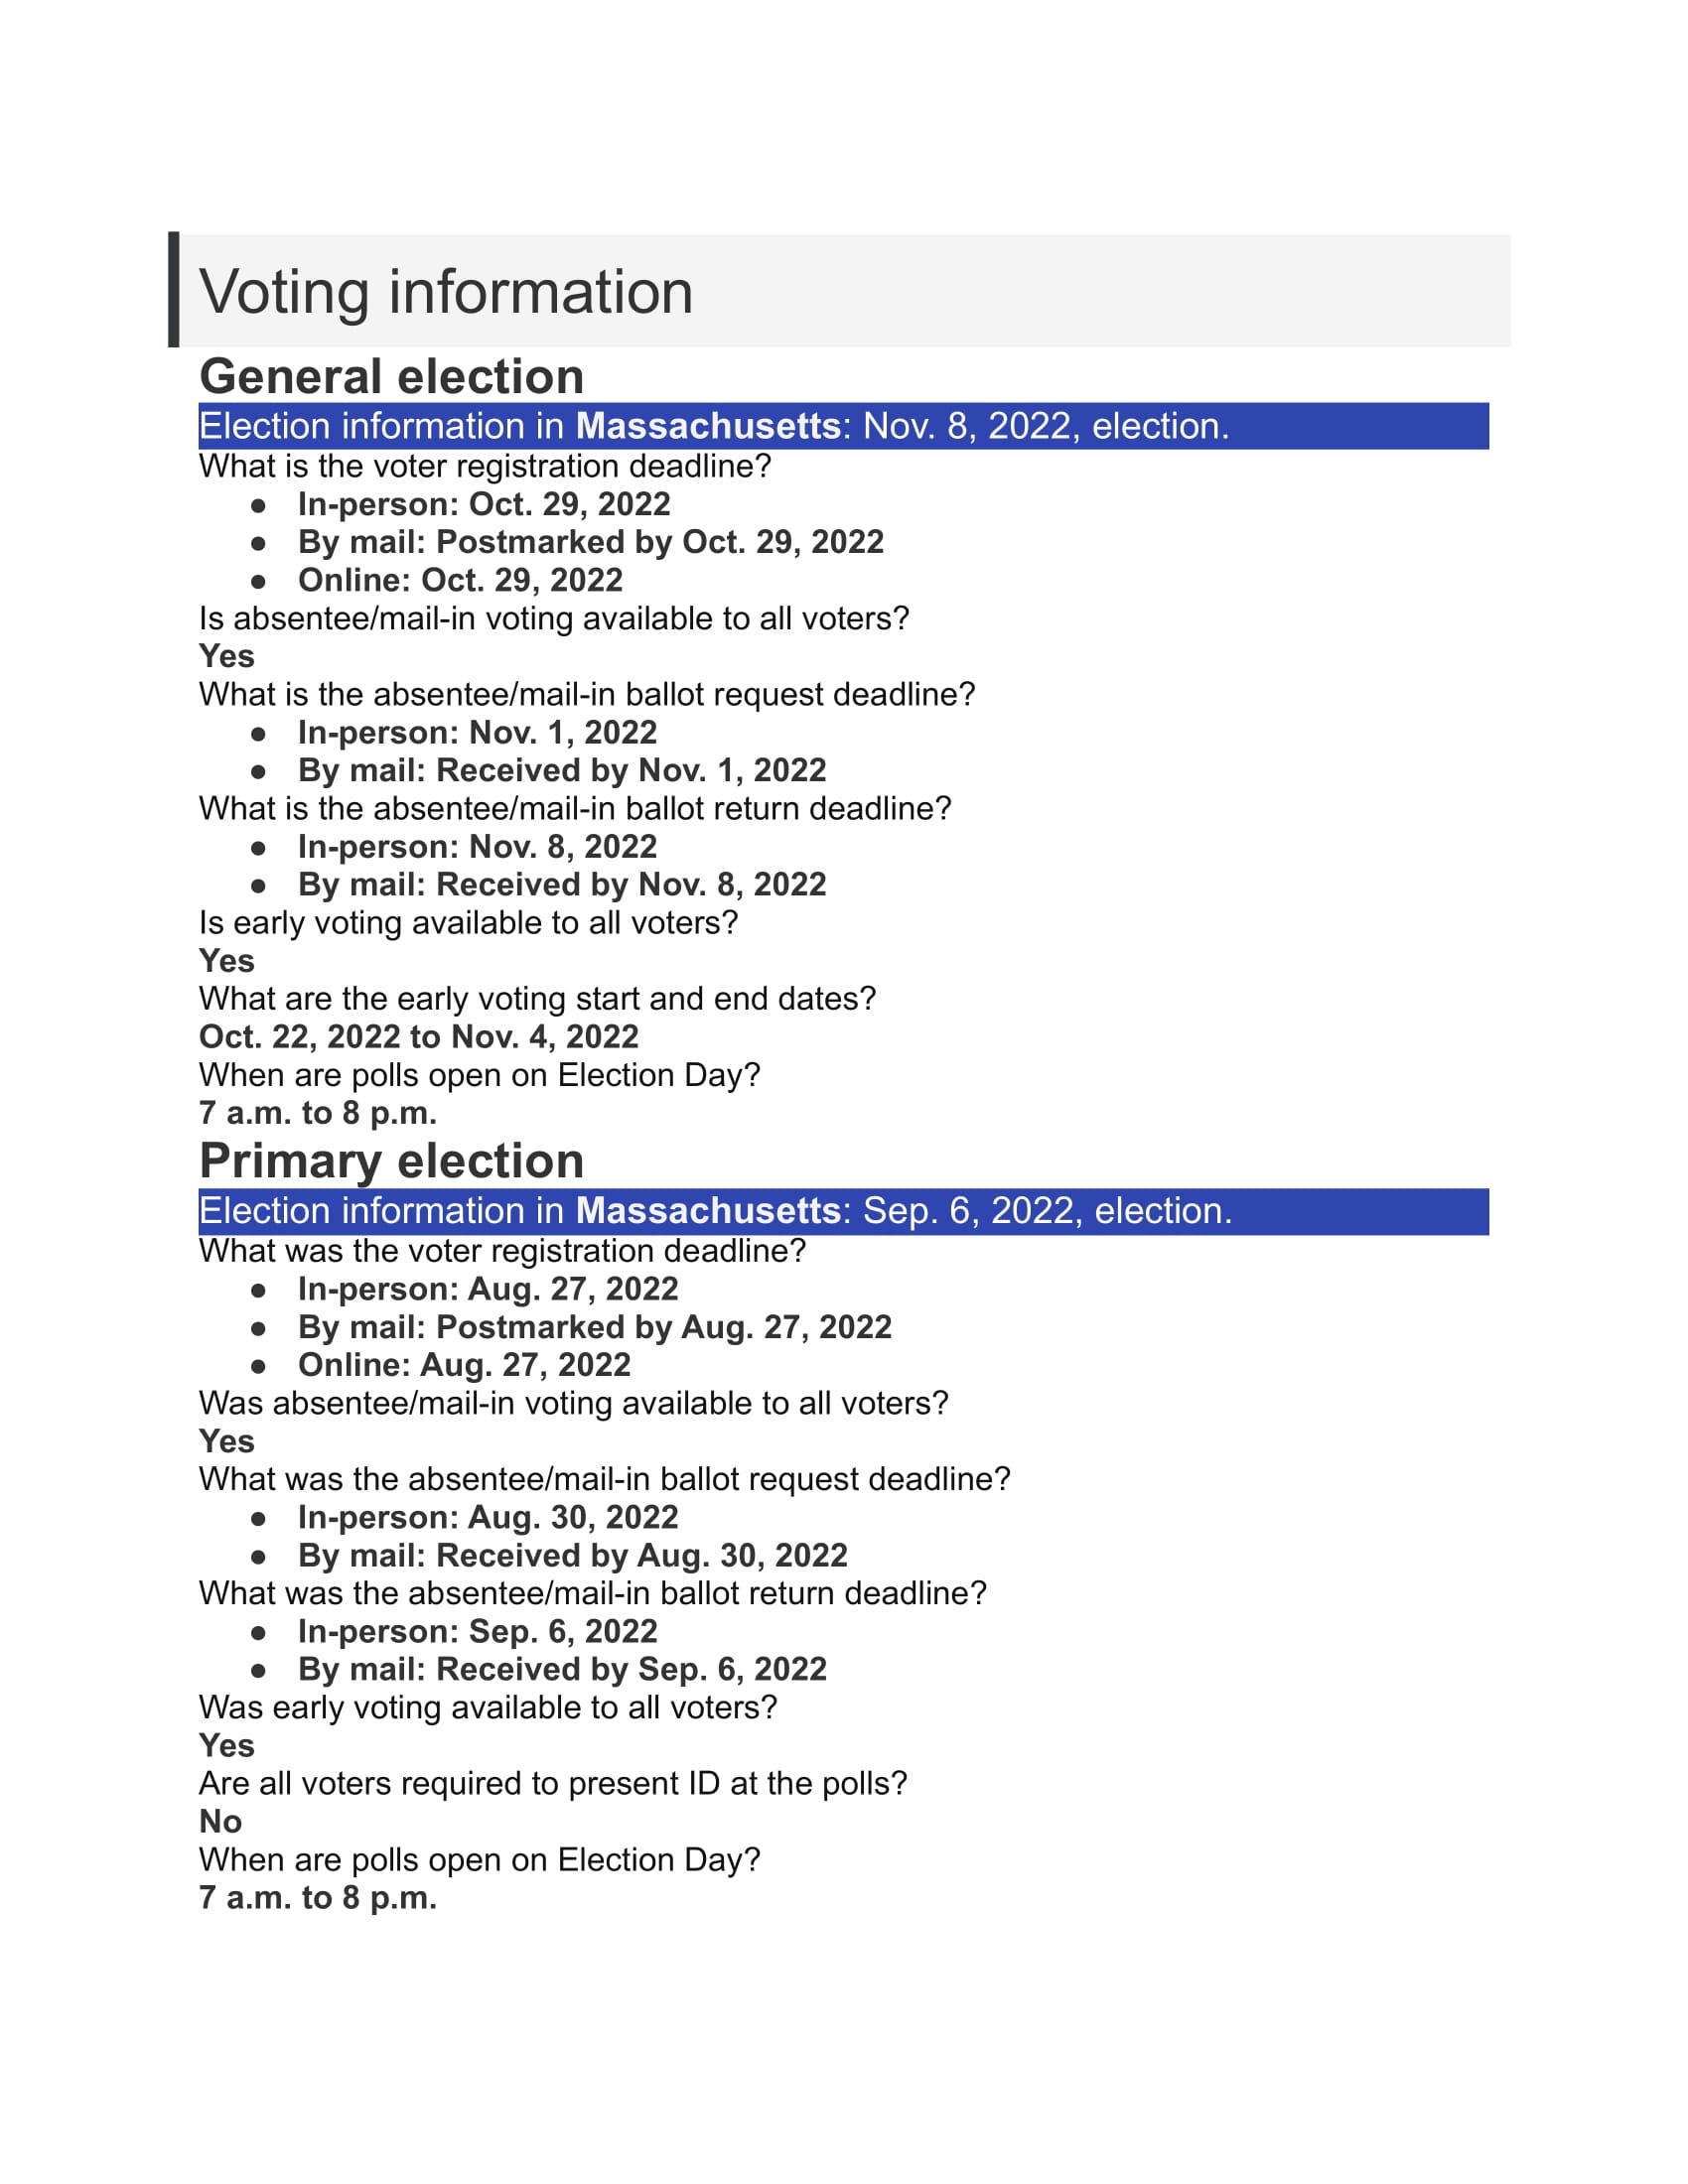 Voting information
General election
Election information in Massachusetts: Nov. 8, 2022, election.
What is the voter registration deadline?
● In-person: Oct. 29, 2022
● By mail: Postmarked by Oct. 29, 2022
● Online: Oct. 29, 2022
Is absentee/mail-in voting available to all voters?
Yes
What is the absentee/mail-in ballot request deadline?
● In-person: Nov. 1, 2022
● By mail: Received by Nov. 1, 2022
What is the absentee/mail-in ballot return deadline?
● In-person: Nov. 8, 2022
● By mail: Received by Nov. 8, 2022
Is early voting available to all voters?
Yes
What are the early voting start and end dates?
Oct. 22, 2022 to Nov. 4, 2022
When are polls open on Election Day?
7 a.m. to 8 p.m.
Primary election
Election information in Massachusetts: Sep. 6, 2022, election.
What was the voter registration deadline?
● In-person: Aug. 27, 2022
● By mail: Postmarked by Aug. 27, 2022
● Online: Aug. 27, 2022
Was absentee/mail-in voting available to all voters?
Yes
What was the absentee/mail-in ballot request deadline?
● In-person: Aug. 30, 2022
● By mail: Received by Aug. 30, 2022
What was the absentee/mail-in ballot return deadline?
● In-person: Sep. 6, 2022
● By mail: Received by Sep. 6, 2022
Was early voting available to all voters?
Yes
Are all voters required to present ID at the polls?
No
When are polls open on Election Day?
7 a.m. to 8 p.m.